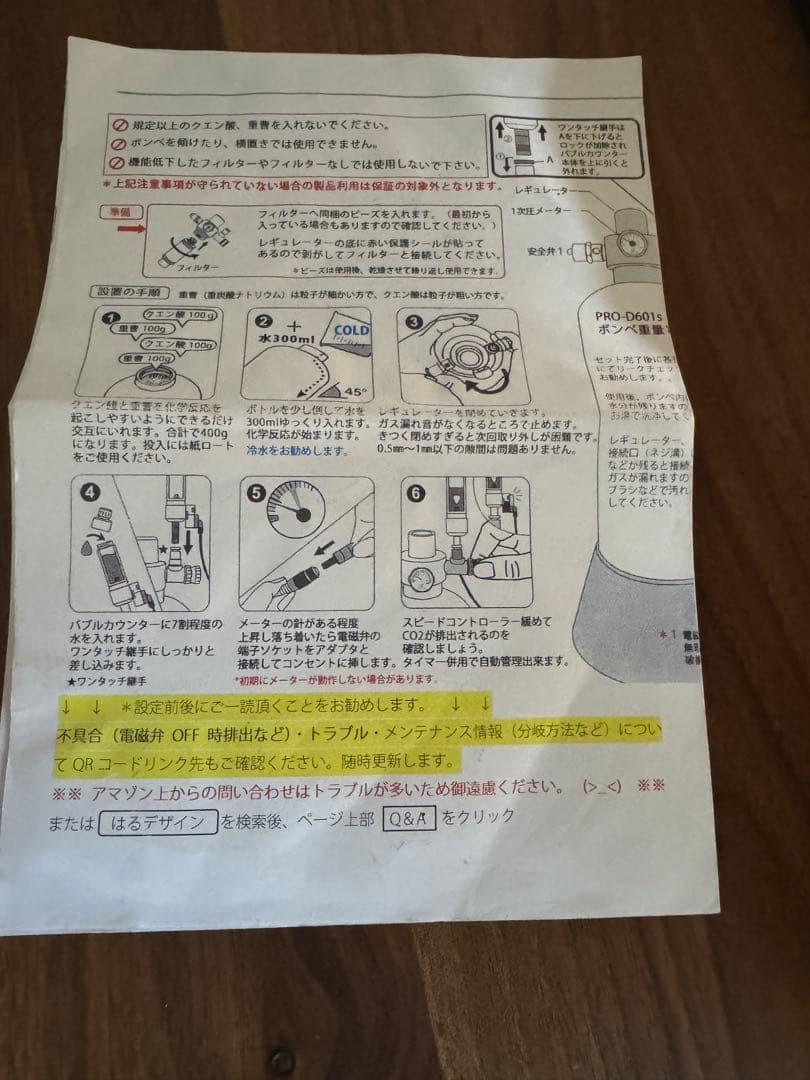 規定以上のクエン酸、重曹を入れないでください。
ボンベを傾けたり、横置きでは使用できません。
機能低下したフィルターやフィルターなしでは使用しないで下さい。
*上記注意事項が守られていない場合の製品利用は保証の対象外となります。
ワンタッチ継手は
Aを下に下げると
ロックが加除され
バブルカウンター
本体を上に引くと
外れます。
②
①
A
レギュレーター
1次圧メーター
安全弁1
準備
フィルターへ同梱のビーズを入れます。(最初から
入っている場合もありますので確認してください。)
レギュレーターの底に赤い保護シールが貼って
あるので剥がしてフィルターと接続してください。
*ビーズは使用後、乾燥させて繰り返し使用できます.
フィルター
設置の手順 重曹(重炭酸ナトリウム)は粒子が細かい方で、クエン酸は粒子が粗い方です。
❶
クエン酸 100g
重曹 100g
クエン酸 100g
重曹 100g
クエン酸と重曹を化学反応を
起こしやすいようにできるだけ
交互にいれます。合計で400g
になります。投入には紙ロート
をご使用ください。
❷
+
水300ml
COLD
45°
ボトルを少し倒して水を
300mlゆっくり入れます。
化学反応が始まります。
冷水をお勧めします。
❸
レギュレーターを閉めていきます。
ガス漏れ音がなくなるところで止めます。
きつく閉めすぎると次回取り外しが困難です。
0.5mm〜1mm以下の隙間は問題ありません。
PRO-D601s
ボンベ重量
セット完了後に各
にてリークチェッ
お勧めします。
使用後、ボンベ内
水分が残りますの
お湯で洗浄してく
レギュレーター、
接続口(ネジ溝)
などか残ると接続
ガスが漏れますの
ブラシなどで汚れ
してください。
❹
★
バブルカウンターに7割程度の
水を入れます。
ワンタッチ継手にしっかりと
差し込みます。
★ワンタッチ継手
❺
メーターの針がある程度
上昇し落ち着いたら電磁弁の
端子ソケットをアダプタと
接続してコンセントに挿します。
*初期にメーターが動作しない場合があります。
❻
スピードコントローラー緩めて
CO2が排出されるのを
確認しましょう。
タイマー併用で自動管理出来ます。
*1 電磁
無理
破損
↓ ↓ *設定前後にご一読頂くことをお勧めします。 ↓ ↓
不具合(電磁弁 OFF 時排出など)・トラブル・メンテナンス情報(分岐方法など)につい
て QR コードリンク先もご確認ください。随時更新します。
※※ アマゾン上からの問い合わせはトラブルが多いため御遠慮ください。 (>_<) ※※
または はるデザイン を検索後、ページ上部 Q&A をクリック